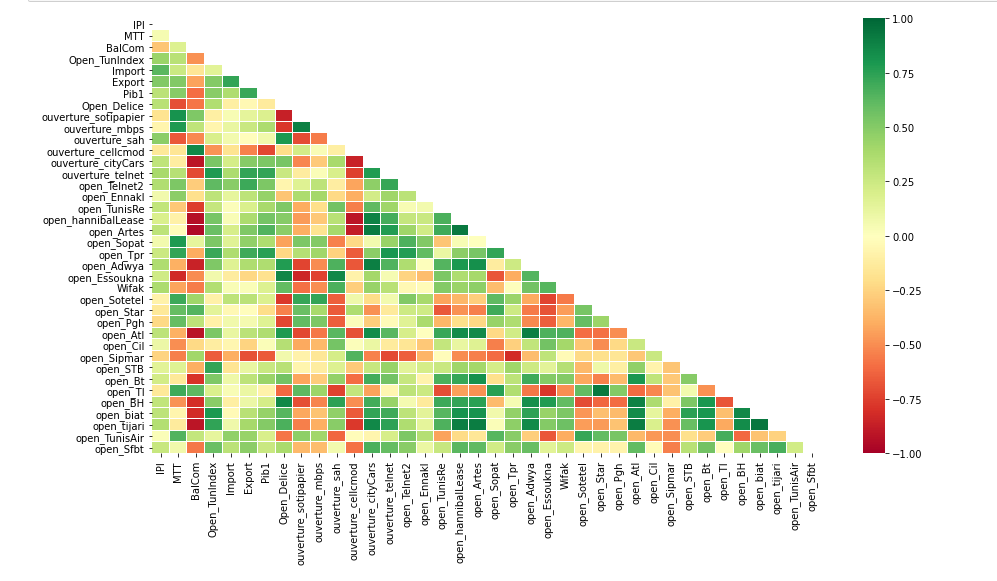 IPI
MTT
BalCom
Open_TunIndex
Import
Export
Pib1
Open_Delice
ouverture_sotipapier
ouverture_mbps
ouverture_sah
ouverture_cellcmod
ouverture_cityCars
ouverture_telnet
open_Telnet2
open_Ennakl
open_TunisRe
open_hannibalLease
open_Artes
open_Sopat
open_Tpr
open_Adwya
open_Essoukna
Wifak
open_Sotetel
open_Star
open_Pgh
open_Atl
open_Cil
open_Sipmar
open_STB
open_Bt
open_Tl
open_BH
open_biat
open_tijari
open_TunisAir
open_Sfbt
IPI
MTT
BalCom
Open_TunIndex
Import
Export
Pib1
Open_Delice
ouverture_sotipapier
ouverture_mbps
ouverture_sah
ouverture_cellcmod
ouverture_cityCars
ouverture_telnet
open_Telnet2
open_Ennakl
open_TunisRe
open_hannibalLease
open_Artes
open_Sopat
open_Tpr
open_Adwya
open_Essoukna
Wifak
open_Sotetel
open_Star
open_Pgh
open_Atl
open_Cil
open_Sipmar
open_STB
open_Bt
open_Tl
open_BH
open_biat
open_tijari
open_TunisAir
open_Sfbt
1.00
0.75
0.50
0.25
0.00
−0.25
−0.50
−0.75
−1.00